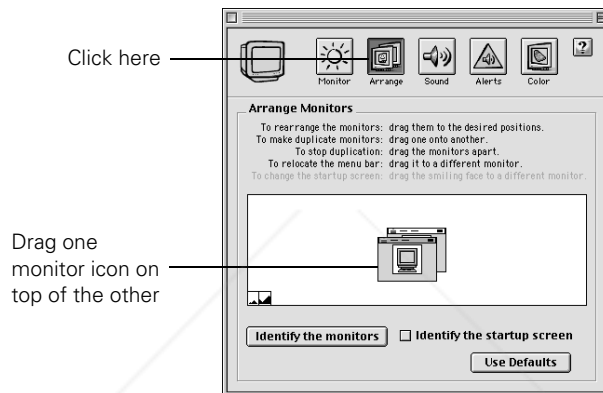 Click here
Monitor Arrange Sound Alerts Color
?
Arrange Monitors
To rearrange the monitors: drag them to the desired positions.
To make duplicate monitors: drag one onto another.
To stop duplication: drag the monitors apart.
To relocate the menu bar: drag it to a different monitor.
To change the startup screen: drag the smiling face to a different monitor.
Drag one
monitor icon on
top of the other
Identify the monitors
Identify the startup screen
Use Defaults